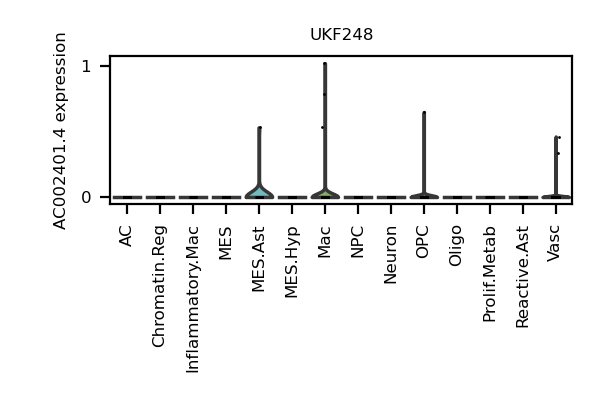 UKF248
AC002401.4 expression
1
0
AC
Chromatin.Reg
Inflammatory.Mac
MES
MES.Ast
MES.Hyp
Mac
NPC
Neuron
OPC
Oligo
Prolif.Metab
Reactive.Ast
Vasc